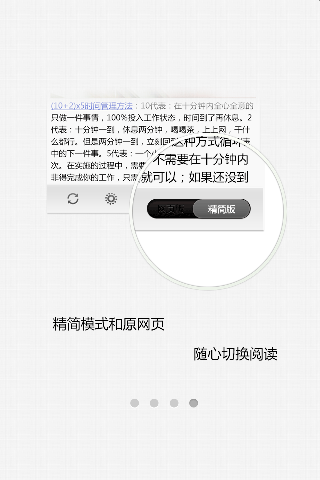 (10+2)x5时间管理方法：10代表：在十分钟内全心全意的
只做一件事情，100%投入工作状态，时间到了再休息。2
代表：十分钟一到，休息两分钟，喝喝茶，上上网，干什
么都行。但是两分钟一到，立刻回
中的下一件事。5代表：一个小
次。在实施的过程中，需要
非得完成你的工作，只需
这种方式循环
不需要在十分钟内
就可以；如果还没到
精简版
精简模式和原网页
随心切换阅读